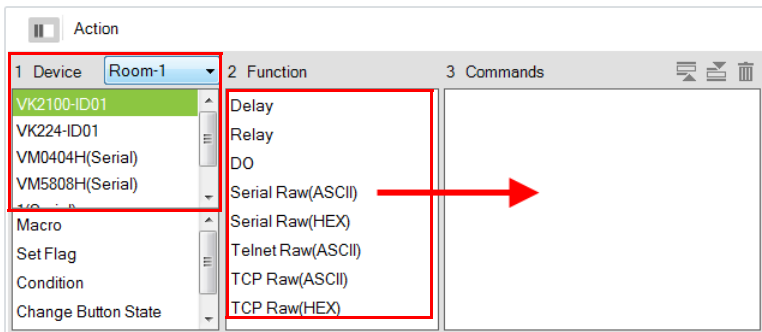 Action
1 Device Room-1
2 Function
3 Commands
VK2100-ID01
VK224-ID01
VM0404H(Serial)
VM5808H(Serial)
Macro
Set Flag
Condition
Change Button State
Delay
Relay
DO
Serial Raw(ASCII)
Serial Raw(HEX)
Telnet Raw(ASCII)
TCP Raw(ASCII)
TCP Raw(HEX)